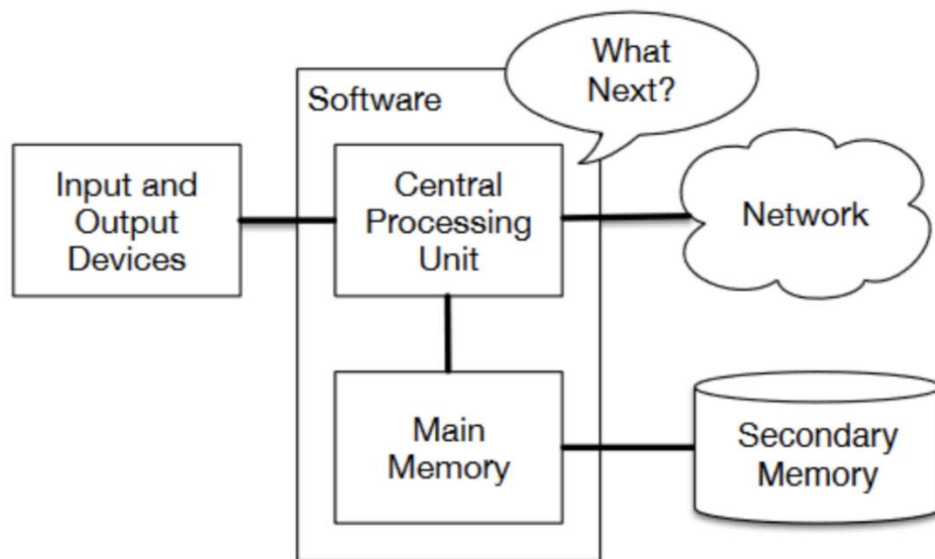 What
Next?
Software
Input and
Output
Devices
Central
Processing
Unit
Network
Main
Memory
Secondary
Memory